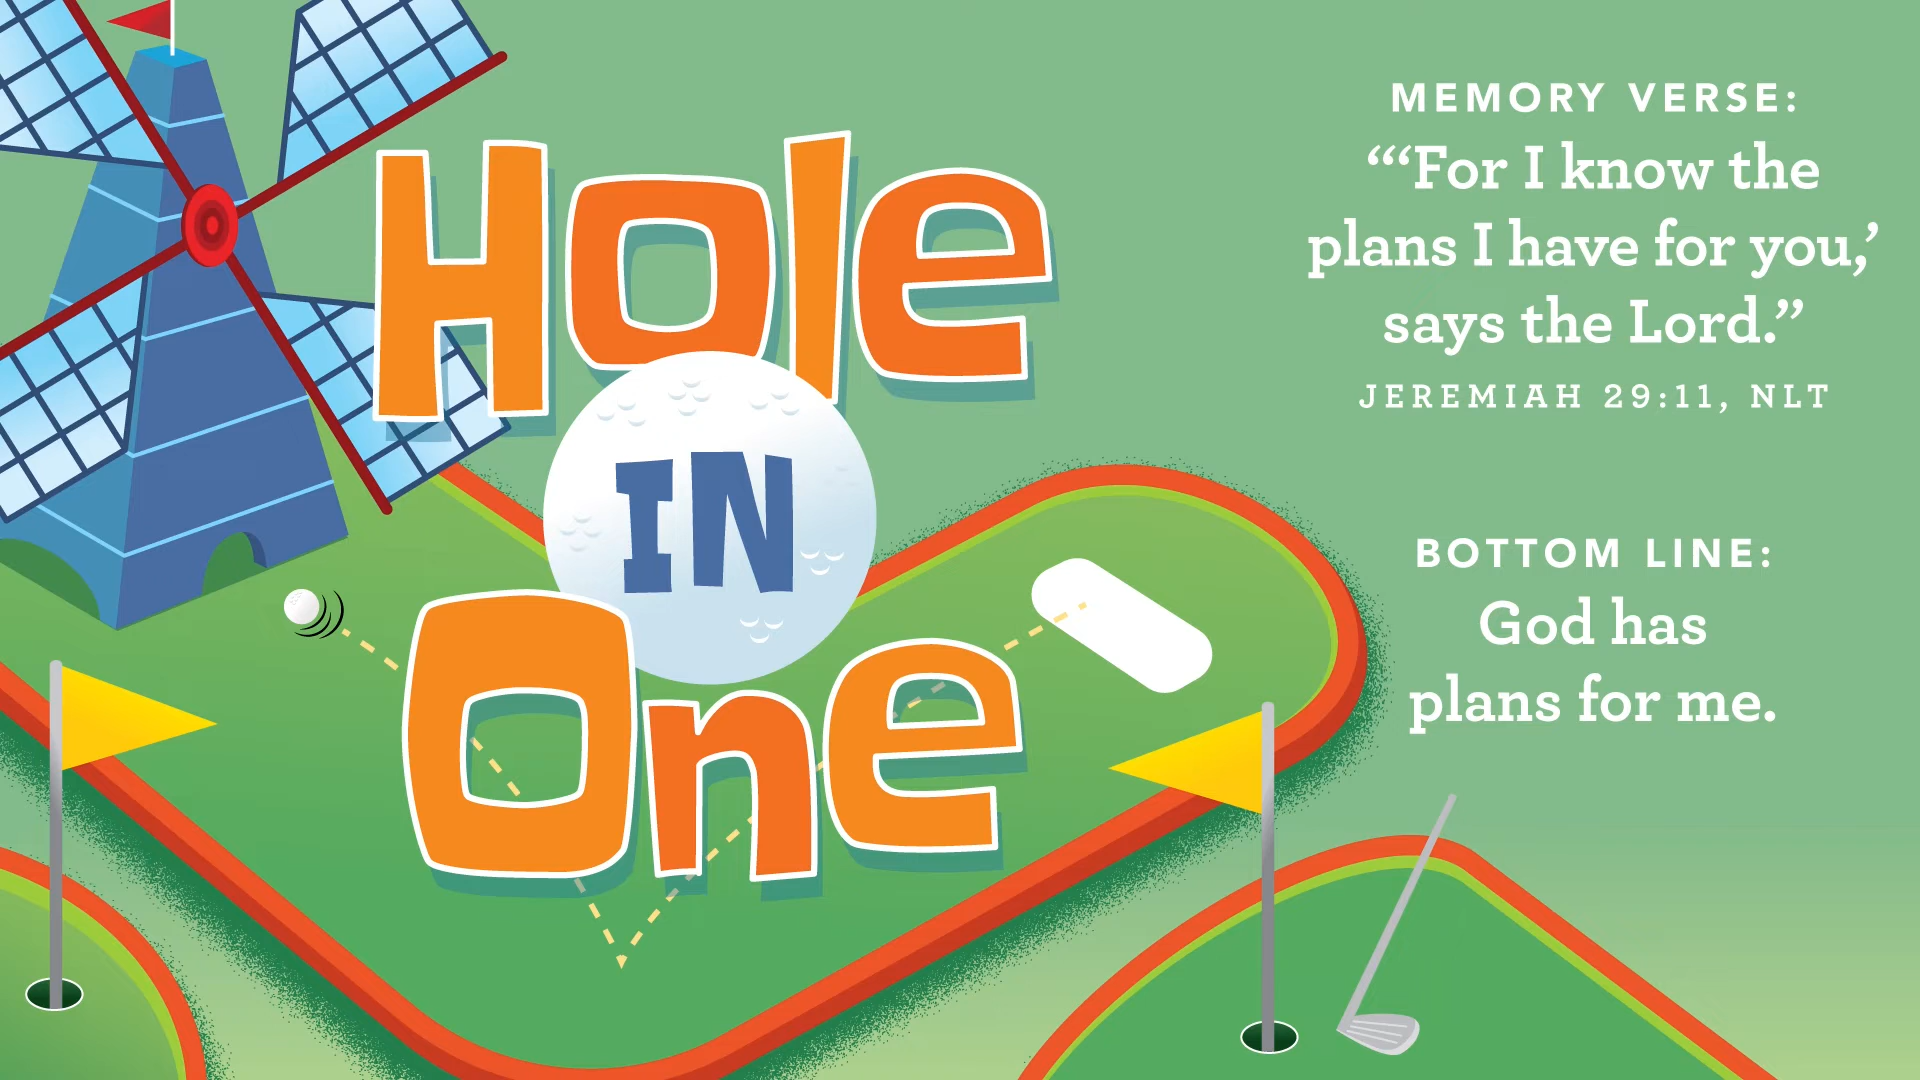 Hole
IN
One
MEMORY VERSE:
“‘For I know the
plans I have for you,’
says the Lord.”
JEREMIAH 29:11, NLT
BOTTOM LINE:
God has
plans for me.